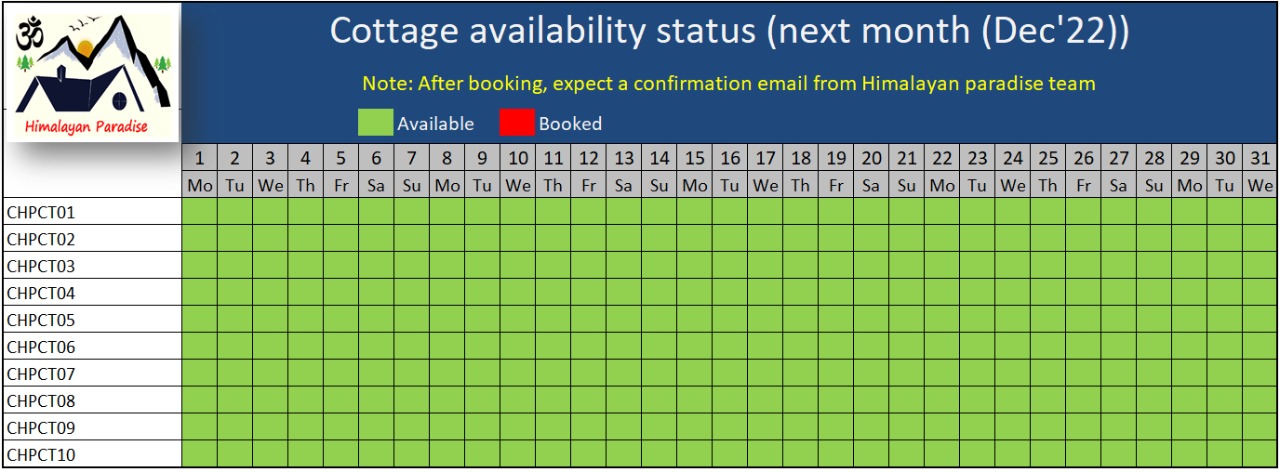 ॐ
Himalayan Paradise
Cottage availability status (next month (Dec'22))
Note: After booking, expect a confirmation email from Himalayan paradise team
Available Booked
1 2 3 4 5 6 7 8 9 10 11 12 13 14 15 16 17 18 19 20 21 22 23 24 25 26 27 28 29 30 31
Mo Tu We Th Fr Sa Su Mo Tu We Th Fr Sa Su Mo Tu We Th Fr Sa Su Mo Tu We Th Fr Sa Su Mo Tu We
CHPCT01
CHPCT02
CHPCT03
CHPCT04
CHPCT05
CHPCT06
CHPCT07
CHPCT08
CHPCT09
CHPCT10